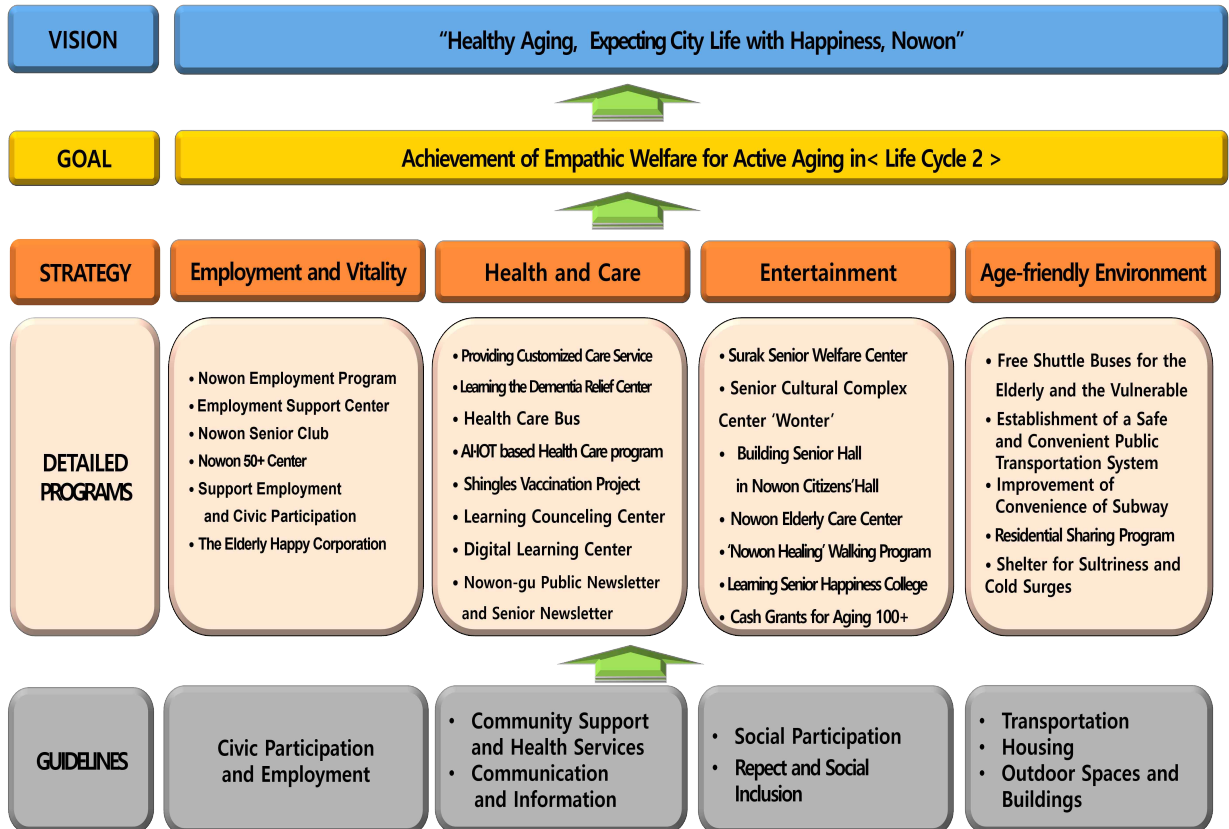 VISION
“Healthy Aging, Expecting City Life with Happiness, Nowon”
GOAL
Achievement of Empathic Welfare for Active Aging in< Life Cycle 2 >
STRATEGY
Employment and Vitality
Health and Care
Entertainment
Age-friendly Environment
DETAILED
PROGRAMS
• Nowon Employment Program
• Employment Support Center
• Nowon Senior Club
• Nowon 50+ Center
• Support Employment
and Civic Participation
• The Elderly Happy Corporation
• Providing Customized Care Service
• Learning the Dementia Relief Center
• Health Care Bus
• AI-IOT based Health Care program
• Shingles Vaccination Project
• Learning Counceling Center
• Digital Learning Center
• Nowon-gu Public Newsletter
and Senior Newsletter
• Surak Senior Welfare Center
• Senior Cultural Complex
Center ‘Wonter’
• Building Senior Hall
in Nowon Citizens’Hall
• Nowon Elderly Care Center
• ‘Nowon Healing’ Walking Program
• Learning Senior Happiness College
• Cash Grants for Aging 100+
• Free Shuttle Buses for the
Elderly and the Vulnerable
• Establishment of a Safe
and Convenient Public
Transportation System
• Improvement of
Convenience of Subway
• Residential Sharing Program
• Shelter for Sultriness and
Cold Surges
GUIDELINES
Civic Participation
and Employment
• Community Support
and Health Services
• Communication
and Information
• Social Participation
• Repect and Social
Inclusion
• Transportation
• Housing
• Outdoor Spaces and
Buildings